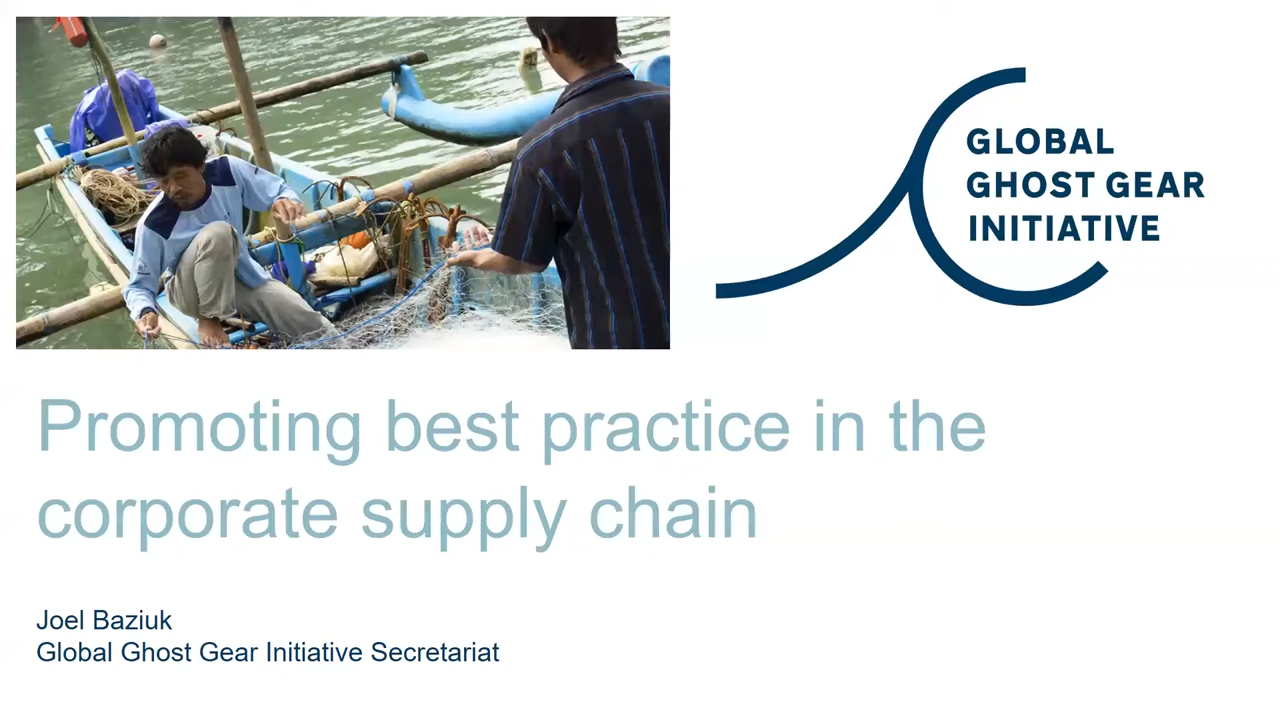 GLOBAL
GHOST GEAR
INITIATIVE
Promoting best practice in the
corporate supply chain
Joel Baziuk
Global Ghost Gear Initiative Secretariat